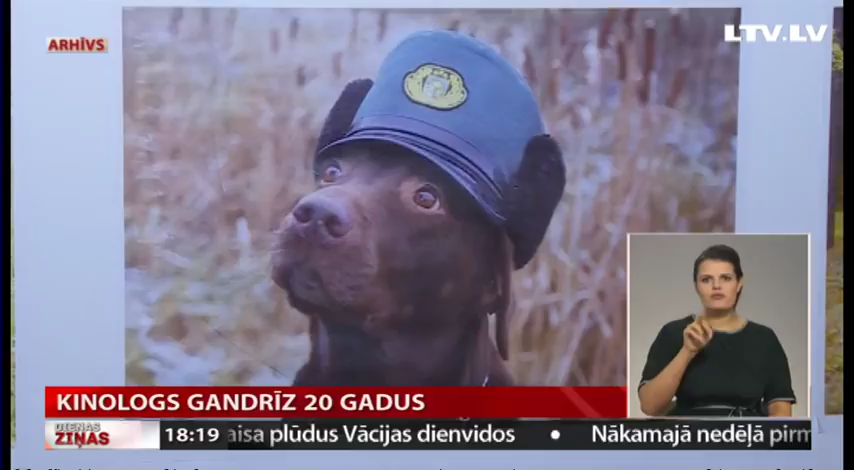 ARHĪVS
LTV.LV
KINOLOGS GANDRĪZ 20 GADUS
DIENAS
ZIŅAS
18:19 plūdus Vācijas dienvidos • Nākamajā nedēļā